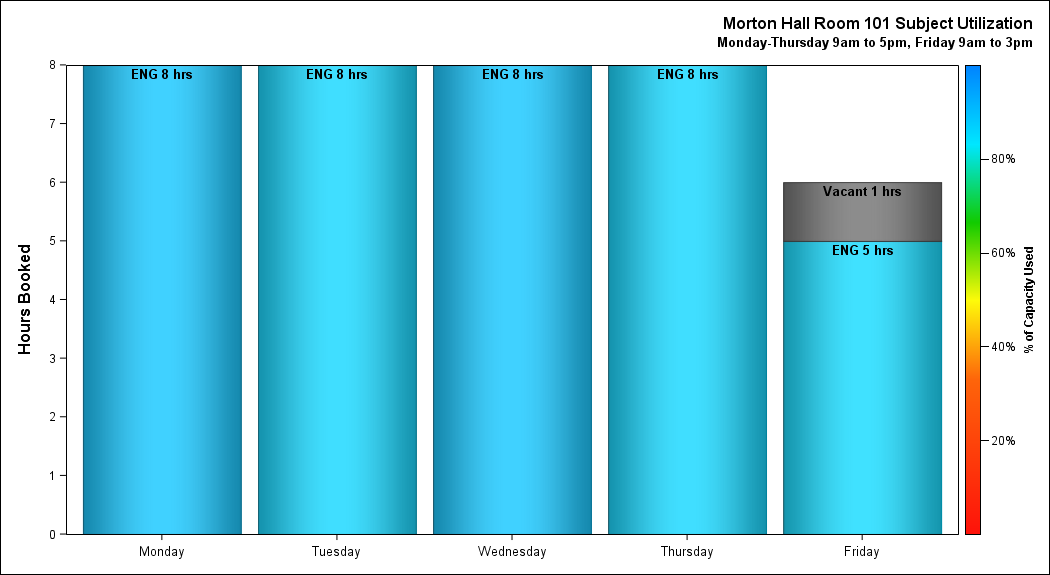 Morton Hall Room 101 Subject Utilization
Monday-Thursday 9am to 5pm, Friday 9am to 3pm
Hours Booked
8
7
6
5
4
3
2
1
0
ENG 8 hrs
ENG 8 hrs
ENG 8 hrs
ENG 8 hrs
Vacant 1 hrs
ENG 5 hrs
Monday
Tuesday
Wednesday
Thursday
Friday
80%
60%
40%
20%
% of Capacity Used